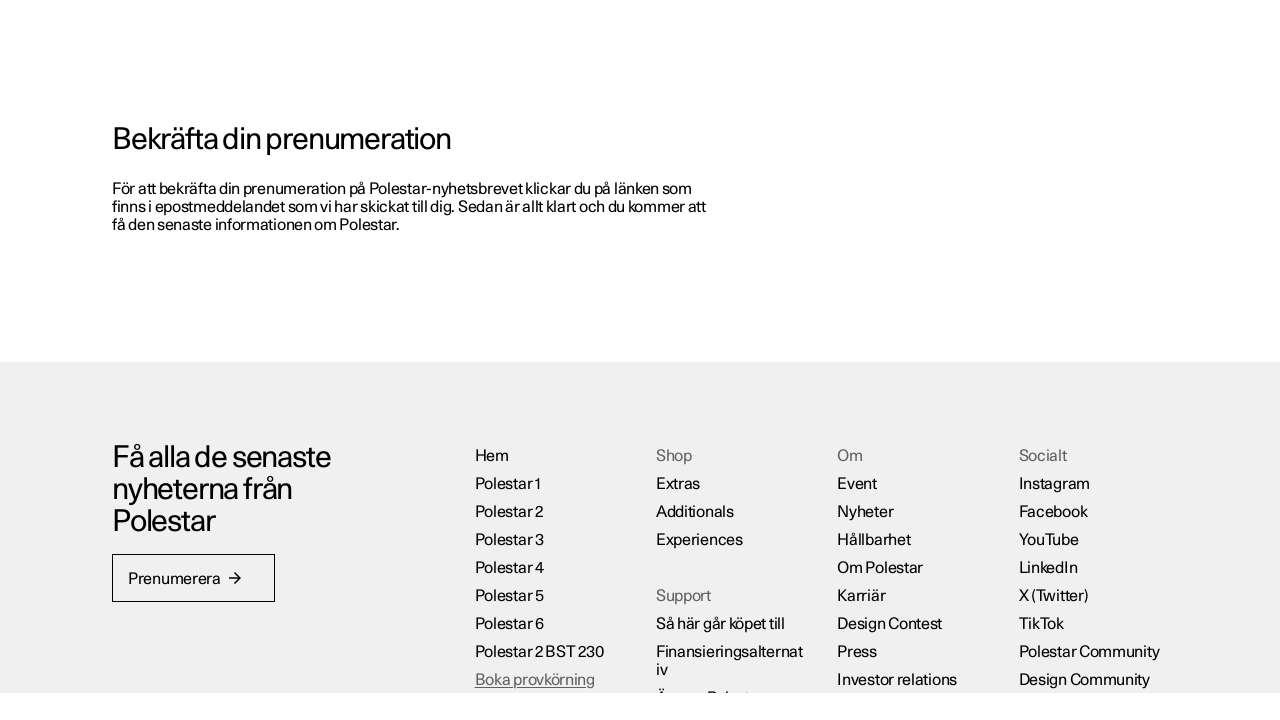 Bekräfta din prenumeration
För att bekräfta din prenumeration på Polestar-nyhetsbrevet klickar du på länken som
finns i epostmeddelandet som vi har skickat till dig. Sedan är allt klart och du kommer att
få den senaste informationen om Polestar.
Få alla de senaste
nyheterna från
Polestar
Prenumerera →
Hem
Polestar 1
Polestar 2
Polestar 3
Polestar 4
Polestar 5
Polestar 6
Polestar 2 BST 230
Boka provkörning
Shop
Extras
Additionals
Experiences
Support
Så här går köpet till
Finansieringsalternat
iv
Om
Event
Nyheter
Hållbarhet
Om Polestar
Karriär
Design Contest
Press
Investor relations
Socialt
Instagram
Facebook
YouTube
LinkedIn
X (Twitter)
TikTok
Polestar Community
Design Community